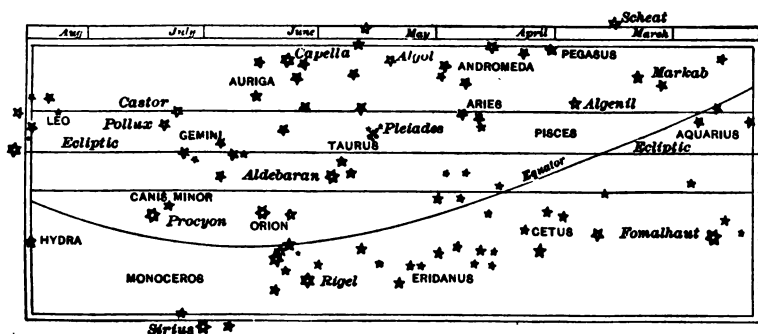 Scheat
Aug July June May April March
Capella Algol PEGASUS
ANDROMEDA Markab
AURIGA
Castor ARIES Algenil
LEO Pollux Pleiades PISCES AQUARIUS
Ecliptic GEMINI TAURUS Ecliptic
Aldebaran Equator
CANIS MINOR
Procyon ORION CETUS Fomalhaut
HYDRA
MONOCEROS Rigel ERIDANUS
Sirius